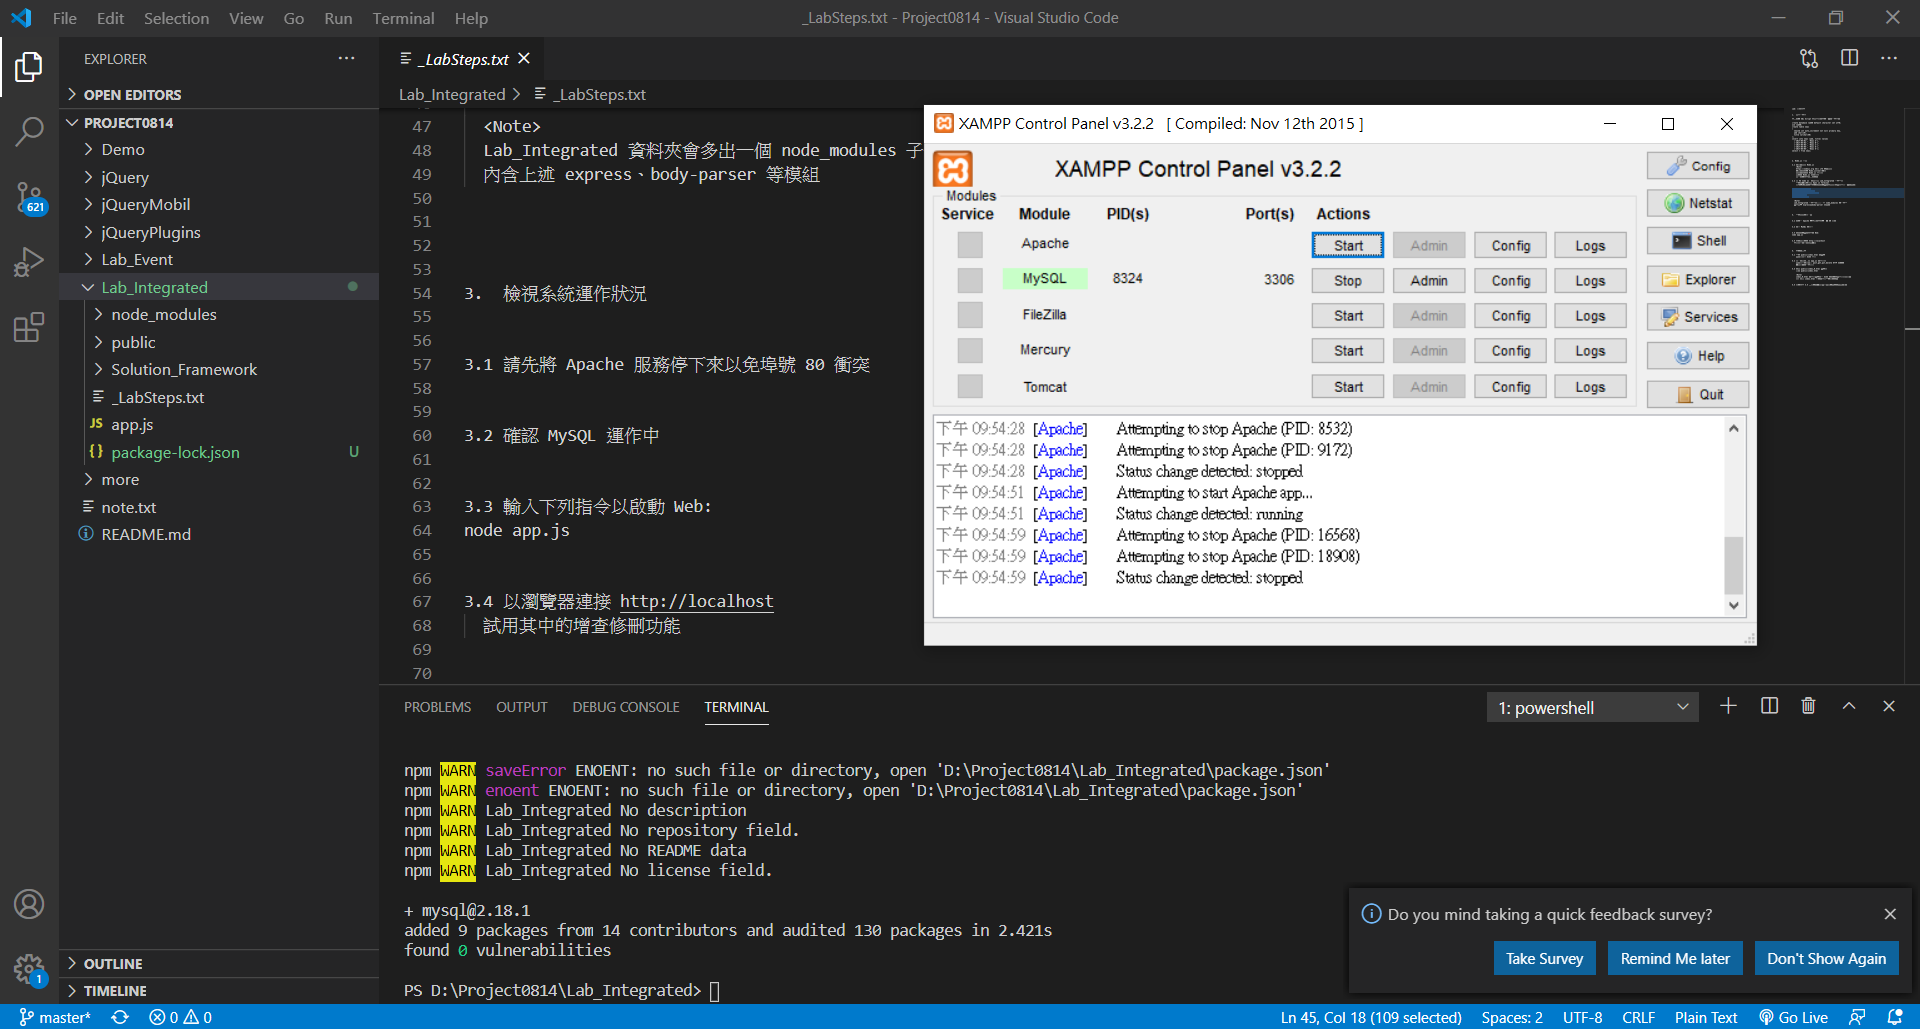 File Edit Selection View Go Run Terminal Help
_LabSteps.txt - Project0814 - Visual Studio Code
EXPLORER
OPEN EDITORS
PROJECT0814
Demo
jQuery
jQueryMobil
jQueryPlugins
Lab_Event
Lab_Integrated
node_modules
public
Solution_Framework
_LabSteps.txt
JS app.js
{} package-lock.json U
more
note.txt
README.md
OUTLINE
TIMELINE
621
1
_LabSteps.txt
Lab_Integrated > _LabSteps.txt
47 <Note>
48 Lab_Integrated 資料夾會多出一個 node_modules 子
49 內含上述 express、body-parser 等模組
50
51
52
53
54 3. 檢視系統運作狀況
55
56
57 3.1 請先將 Apache 服務停下來以免埠號 80 衝突
58
59
60 3.2 確認 MySQL 運作中
61
62
63 3.3 輸入下列指令以啟動 Web:
64 node app.js
65
66
67 3.4 以瀏覽器連接 http://localhost
68 試用其中的增查修刪功能
69
70
XAMPP Control Panel v3.2.2 [ Compiled: Nov 12th 2015 ]
XAMPP Control Panel v3.2.2
Modules
Service Module PID(s) Port(s) Actions
Apache Start Admin Config Logs
MySQL 8324 3306 Stop Admin Config Logs
FileZilla Start Admin Config Logs
Mercury Start Admin Config Logs
Tomcat Start Admin Config Logs
Config
Netstat
Shell
Explorer
Services
Help
Quit
下午 09:54:28 [Apache] Attempting to stop Apache (PID: 8532)
下午 09:54:28 [Apache] Attempting to stop Apache (PID: 9172)
下午 09:54:28 [Apache] Status change detected: stopped
下午 09:54:51 [Apache] Attempting to start Apache app...
下午 09:54:51 [Apache] Status change detected: running
下午 09:54:59 [Apache] Attempting to stop Apache (PID: 16568)
下午 09:54:59 [Apache] Attempting to stop Apache (PID: 18908)
下午 09:54:59 [Apache] Status change detected: stopped
PROBLEMS OUTPUT DEBUG CONSOLE TERMINAL
1: powershell
npm WARN saveError ENOENT: no such file or directory, open 'D:\Project0814\Lab_Integrated\package.json'
npm WARN enoent ENOENT: no such file or directory, open 'D:\Project0814\Lab_Integrated\package.json'
npm WARN Lab_Integrated No description
npm WARN Lab_Integrated No repository field.
npm WARN Lab_Integrated No README data
npm WARN Lab_Integrated No license field.
+ mysql@2.18.1
added 9 packages from 14 contributors and audited 130 packages in 2.421s
found 0 vulnerabilities
PS D:\Project0814\Lab_Integrated>
Do you mind taking a quick feedback survey?
Take Survey Remind Me later Don't Show Again
master* 0 0
Ln 45, Col 18 (109 selected) Spaces: 2 UTF-8 CRLF Plain Text Go Live